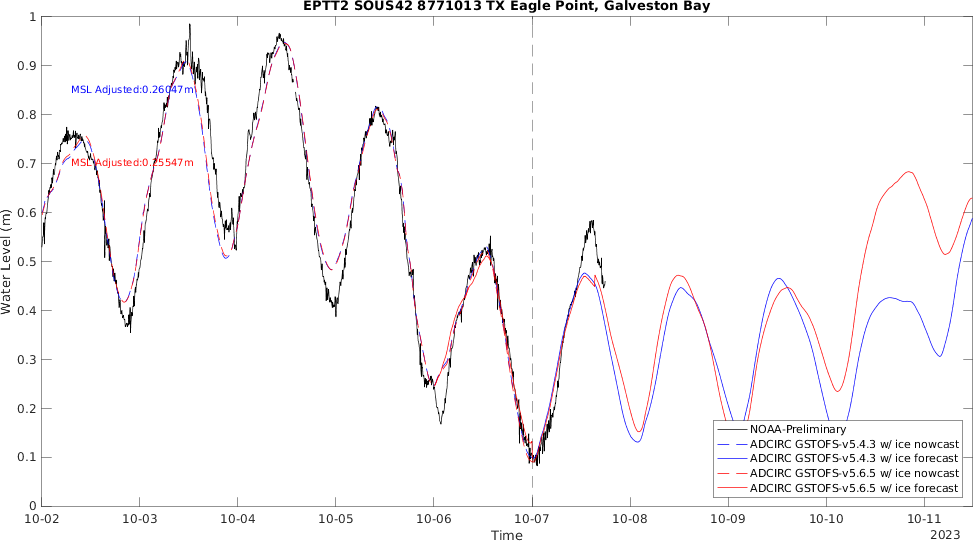 EPTT2 SOUS42 8771013 TX Eagle Point, Galveston Bay
Water Level (m)
1
0.9
0.8
0.7
0.6
0.5
0.4
0.3
0.2
0.1
0
MSL Adjusted:0.26047m
MSL Adjusted:0.25547m
NOAA-Preliminary
ADCIRC GSTOFS-v5.4.3 w/ ice nowcast
ADCIRC GSTOFS-v5.4.3 w/ ice forecast
ADCIRC GSTOFS-v5.6.5 w/ ice nowcast
ADCIRC GSTOFS-v5.6.5 w/ ice forecast
10-02 10-03 10-04 10-05 10-06 10-07 10-08 10-09 10-10 10-11
Time
2023